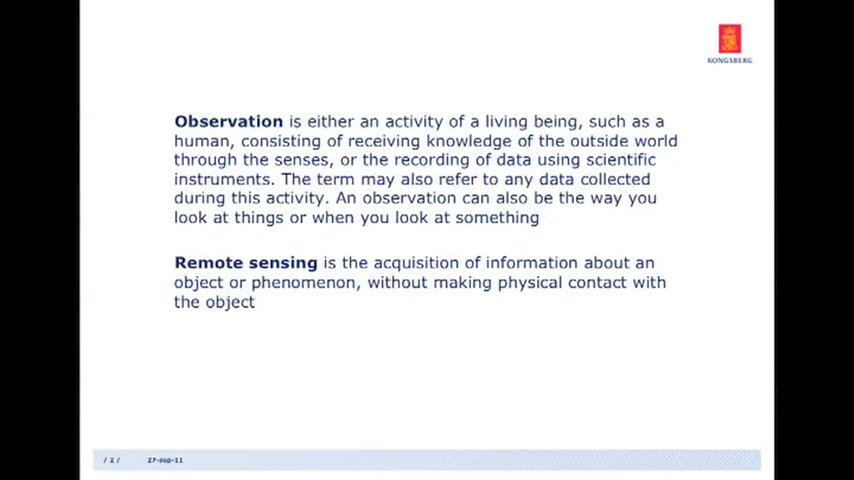 KONGSBERG
Observation is either an activity of a living being, such as a
human, consisting of receiving knowledge of the outside world
through the senses, or the recording of data using scientific
instruments. The term may also refer to any data collected
during this activity. An observation can also be the way you
look at things or when you look at something
Remote sensing is the acquisition of information about an
object or phenomenon, without making physical contact with
the object
/ 2 / 27-sep-11